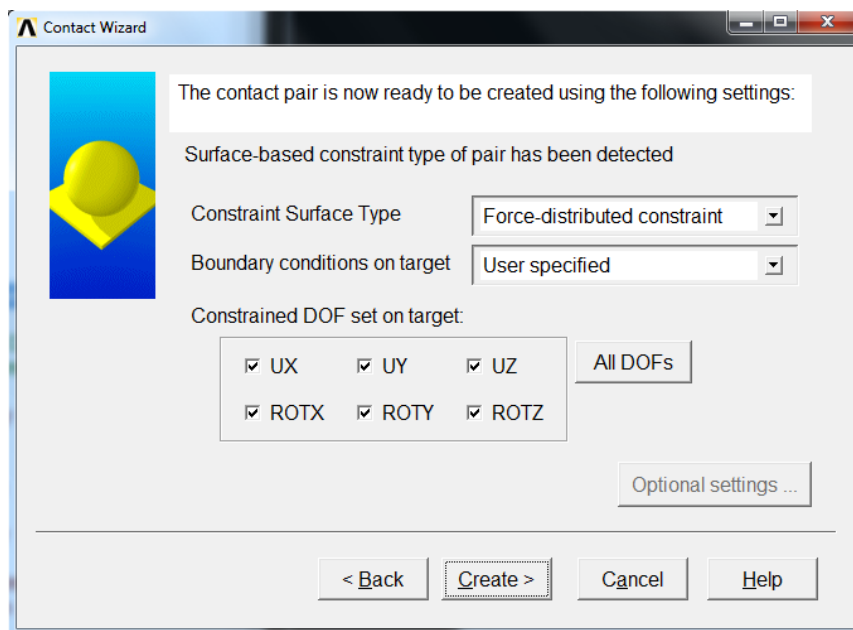 Contact Wizard
The contact pair is now ready to be created using the following settings:
Surface-based constraint type of pair has been detected
Constraint Surface Type Force-distributed constraint
Boundary conditions on target User specified
Constrained DOF set on target:
UX UY UZ All DOFs
ROTX ROTY ROTZ
Optional settings ...
< Back Create > Cancel Help